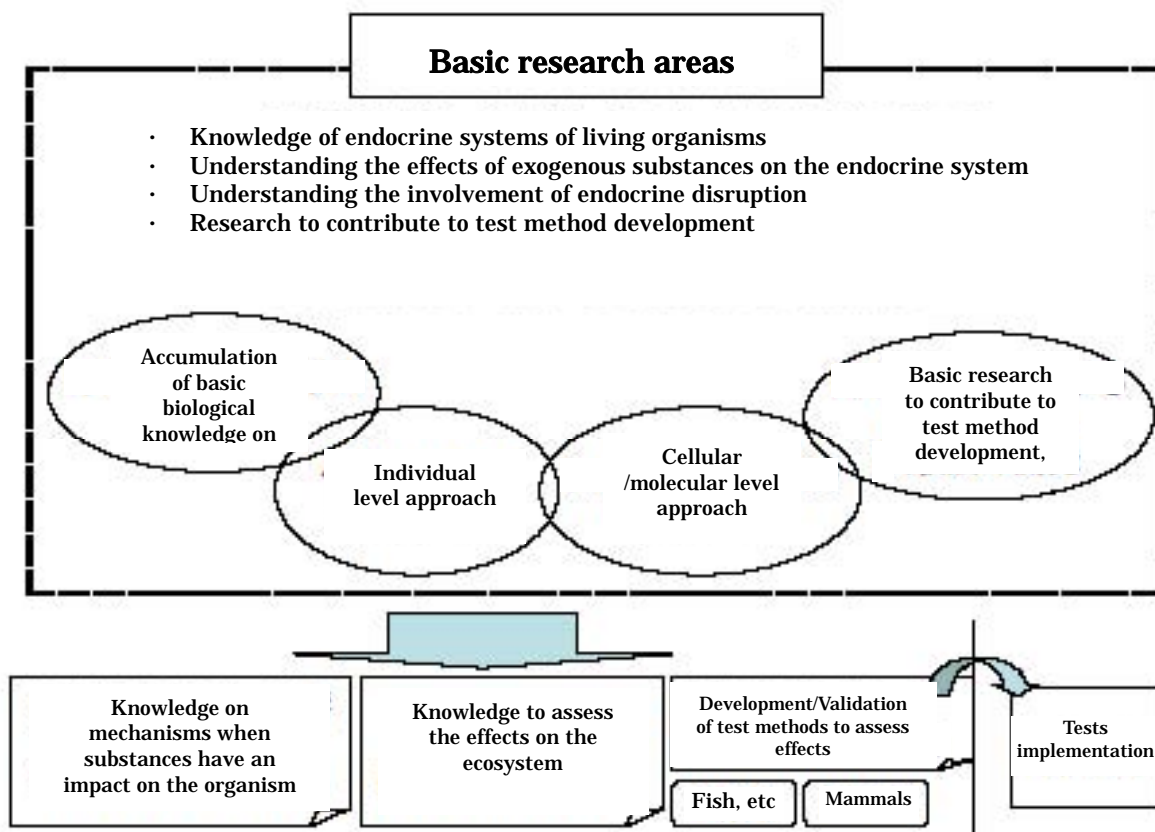 Basic research areas
· Knowledge of endocrine systems of living organisms
· Understanding the effects of exogenous substances on the endocrine system
· Understanding the involvement of endocrine disruption
· Research to contribute to test method development
Accumulation
of basic
biological
knowledge on
Individual
level approach
Cellular
/molecular level
approach
Basic research
to contribute to
test method
development,
Knowledge on
mechanisms when
substances have an
impact on the organism
Knowledge to assess
the effects on the
ecosystem
Development/Validation
of test methods to assess
effects
Fish, etc
Mammals
Tests
implementation